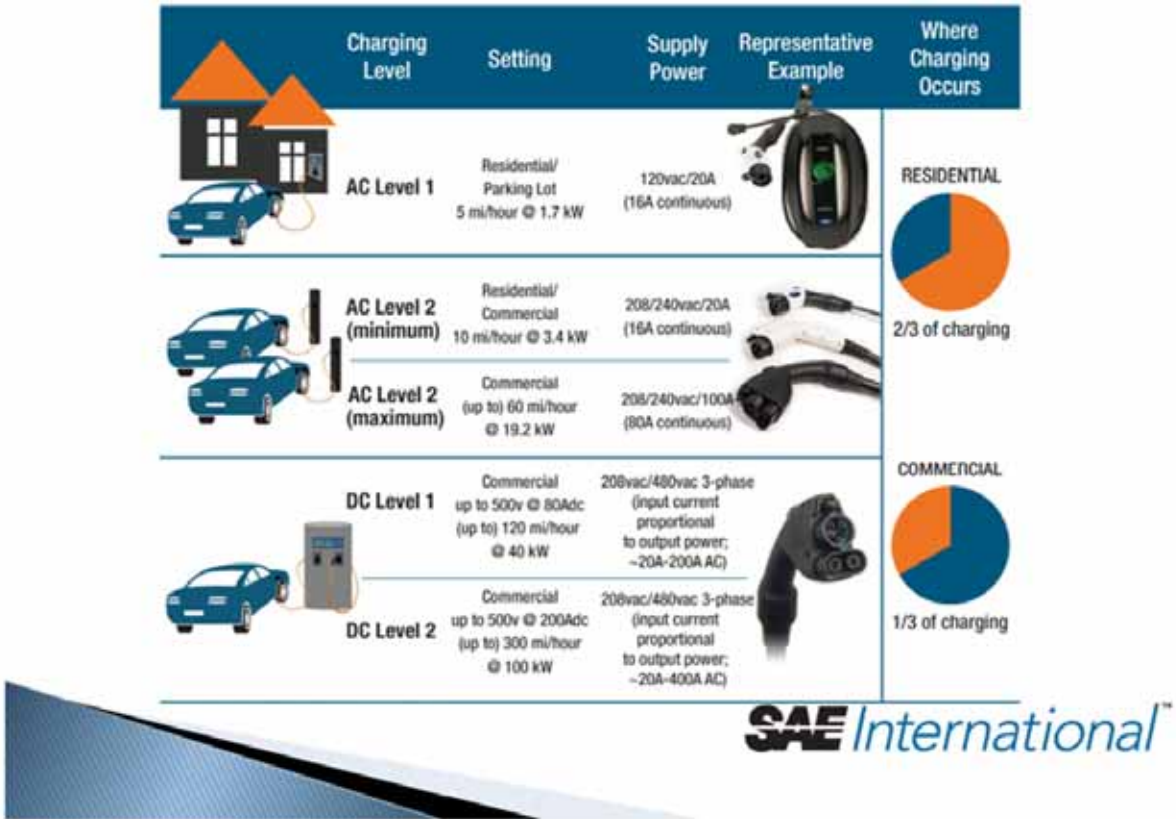 Charging
Level
Setting
Supply
Power
Representative
Example
Where
Charging
Occurs
AC Level 1
Residential/
Parking Lot
5 mi/hour @ 1.7 kW
120vac/20A
(16A continuous)
RESIDENTIAL
2/3 of charging
AC Level 2
(minimum)
Residential/
Commercial
10 mi/hour @ 3.4 kW
208/240vac/20A
(16A continuous)
AC Level 2
(maximum)
Commercial
(up to) 60 mi/hour
@ 19.2 kW
208/240vac/100A
(80A continuous)
DC Level 1
Commercial
up to 500v @ 80Adc
(up to) 120 mi/hour
@ 40 kW
208vac/480vac 3-phase
(input current
proportional
to output power;
~20A-200A AC)
COMMERCIAL
1/3 of charging
DC Level 2
Commercial
up to 500v @ 200Adc
(up to) 300 mi/hour
@ 100 kW
208vac/480vac 3-phase
(input current
proportional
to output power;
~20A-400A AC)
SAE International™